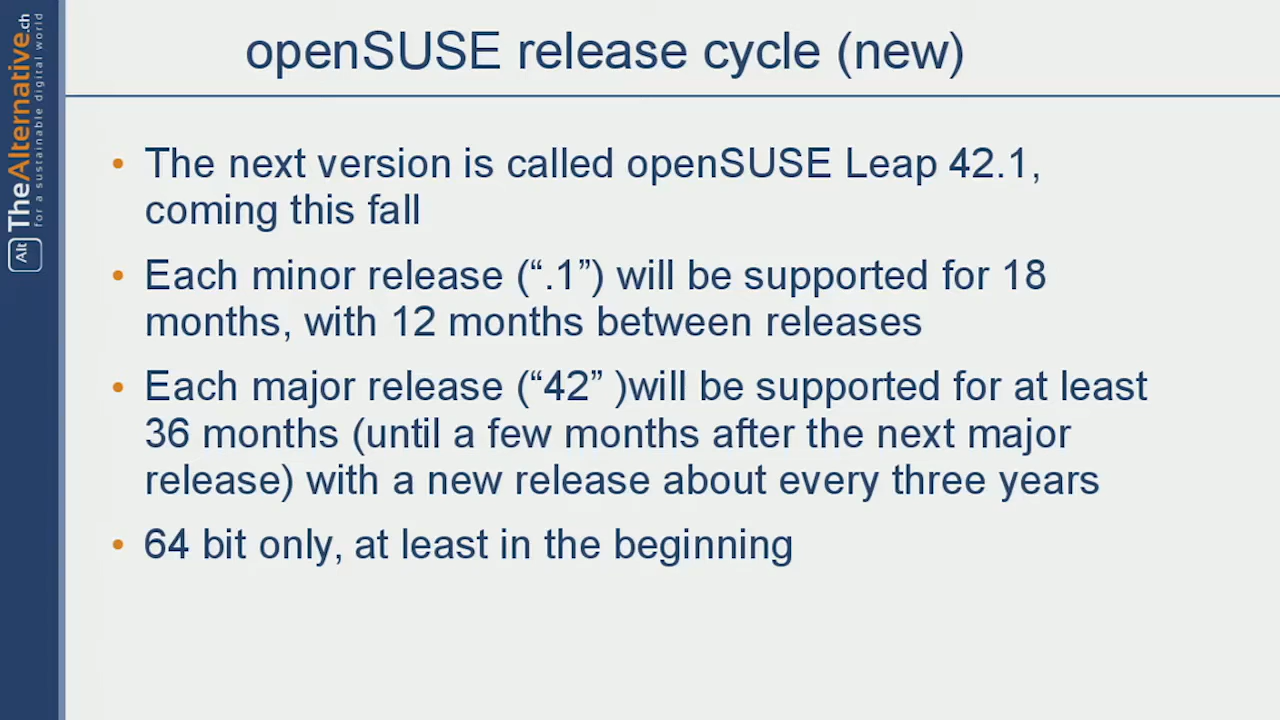 openSUSE release cycle (new)
• The next version is called openSUSE Leap 42.1,
coming this fall
• Each minor release (“.1”) will be supported for 18
months, with 12 months between releases
• Each major release (“42” )will be supported for at least
36 months (until a few months after the next major
release) with a new release about every three years
• 64 bit only, at least in the beginning
Alt TheAlternative.ch
for a sustainable digital world